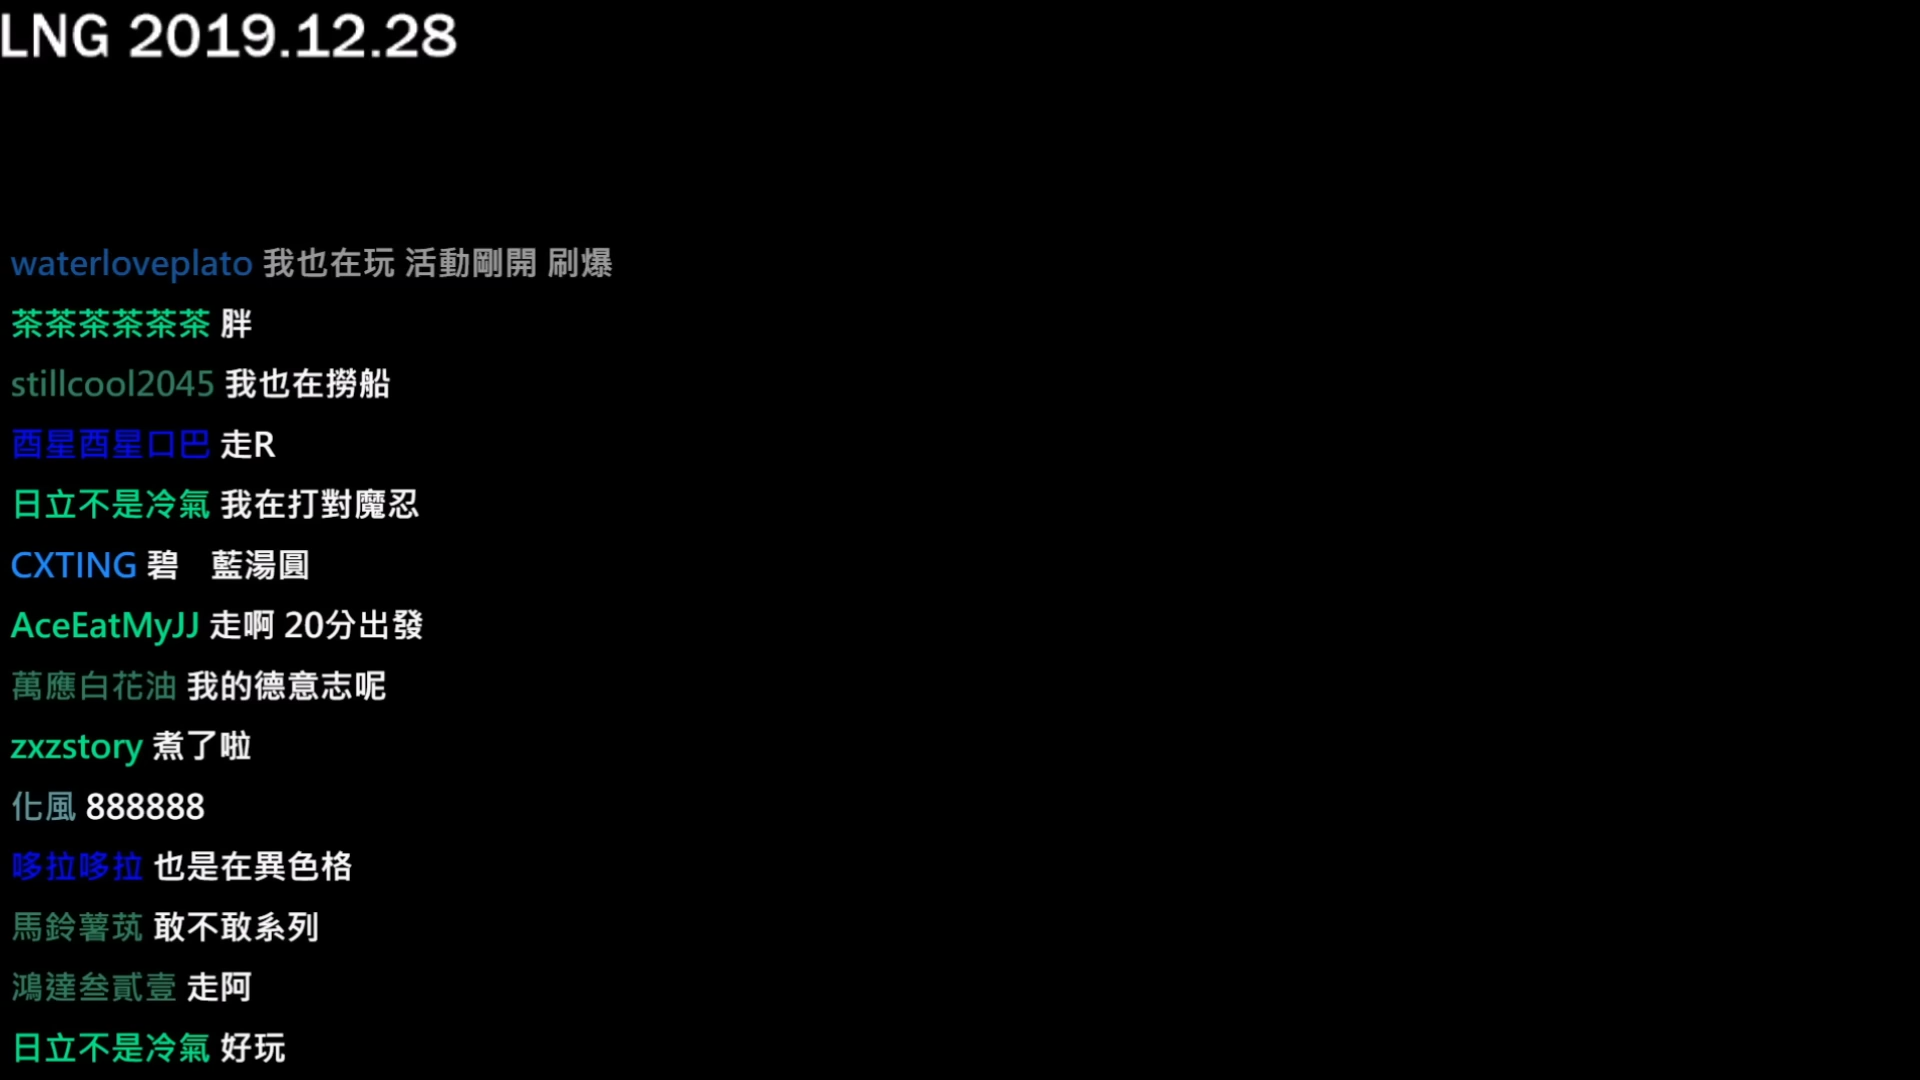 LNG 2019.12.28
waterloveplato 我也在玩 活動剛開 刷爆
茶茶茶茶茶茶 胖
stillcool2045 我也在撈船
酉星酉星口巴 走R
日立不是冷氣 我在打對魔忍
CXTING 碧　藍湯圓
AceEatMyJJ 走啊 20分出發
萬應白花油 我的德意志呢
zxzstory 煮了啦
化風 888888
哆拉哆拉 也是在異色格
馬鈴薯茿 敢不敢系列
鴻達叁貳壹 走阿
日立不是冷氣 好玩